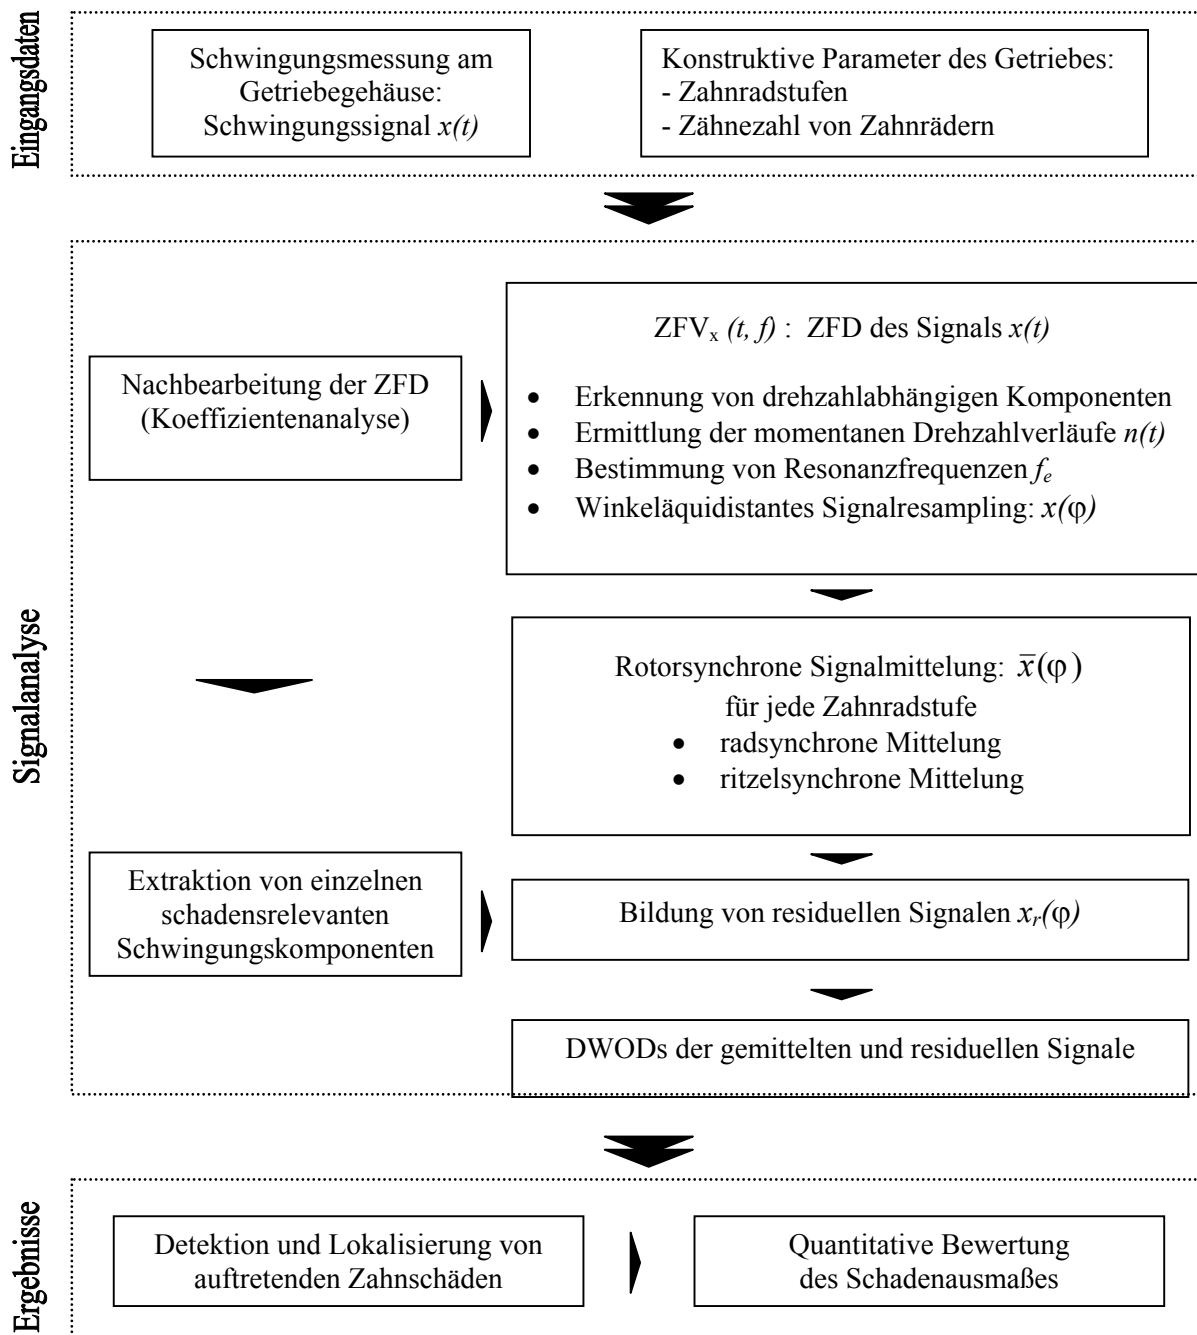 Eingangsdaten
Schwingungsmessung am
Getriebegehäuse:
Schwingungssignal x(t)
Konstruktive Parameter des Getriebes:
- Zahnradstufen
- Zähnezahl von Zahnrädern
Signalanalyse
Nachbearbeitung der ZFD
(Koeffizientenanalyse)
ZFVₓ (t, f) : ZFD des Signals x(t)
• Erkennung von drehzahlabhängigen Komponenten
• Ermittlung der momentanen Drehzahlverläufe n(t)
• Bestimmung von Resonanzfrequenzen fₑ
• Winkeläquidistantes Signalresampling: x(φ)
Rotorsynchrone Signalmittelung: x̄(φ)
für jede Zahnradstufe
• radsynchrone Mittelung
• ritzelsynchrone Mittelung
Extraktion von einzelnen
schadensrelevanten
Schwingungskomponenten
Bildung von residuellen Signalen xᵣ(φ)
DWODs der gemittelten und residuellen Signale
Ergebnisse
Detektion und Lokalisierung von
auftretenden Zahnschäden
Quantitative Bewertung
des Schadenausmaßes